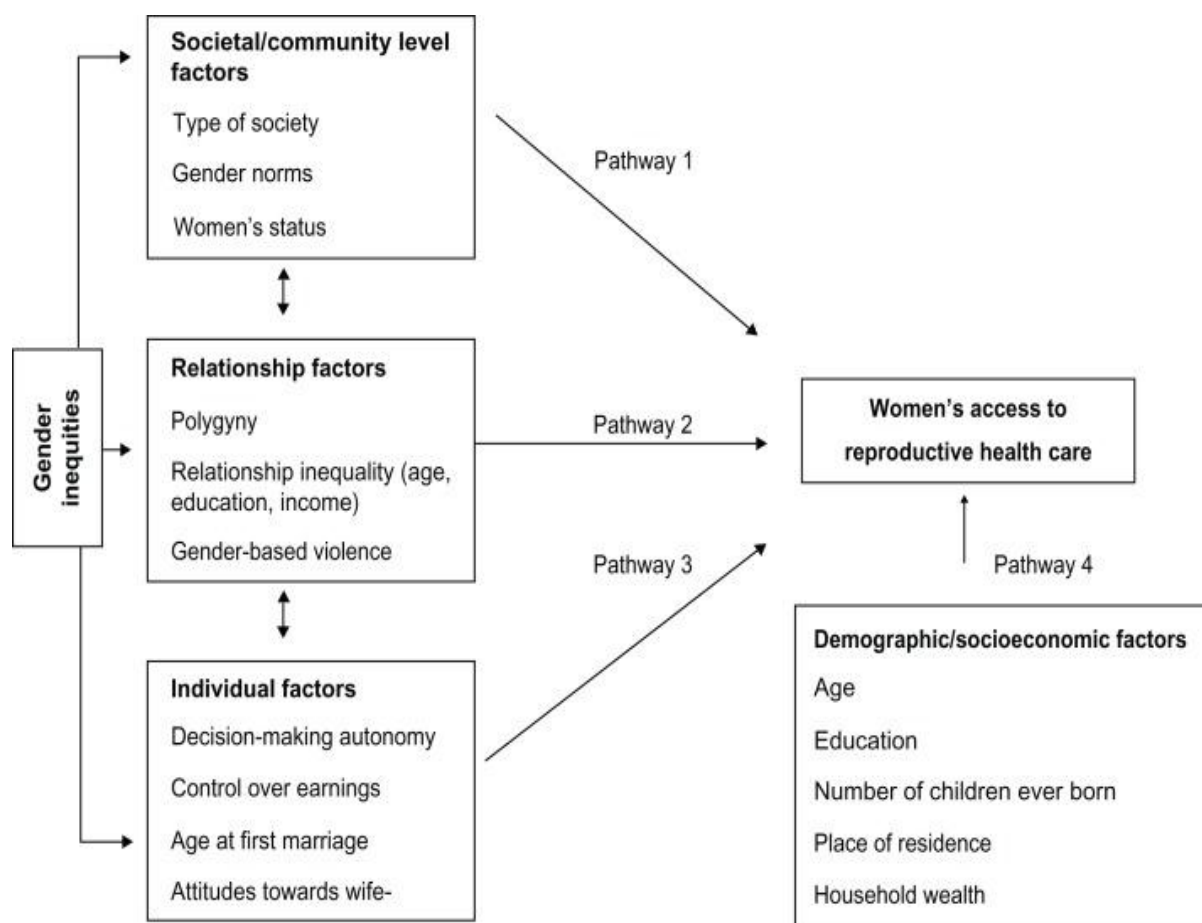 Societal/community level
factors
Type of society
Gender norms
Women's status
Pathway 1
Gender
inequities
Relationship factors
Polygyny
Relationship inequality (age,
education, income)
Gender-based violence
Pathway 2
Women's access to
reproductive health care
Pathway 3
Pathway 4
Individual factors
Decision-making autonomy
Control over earnings
Age at first marriage
Attitudes towards wife-
Demographic/socioeconomic factors
Age
Education
Number of children ever born
Place of residence
Household wealth